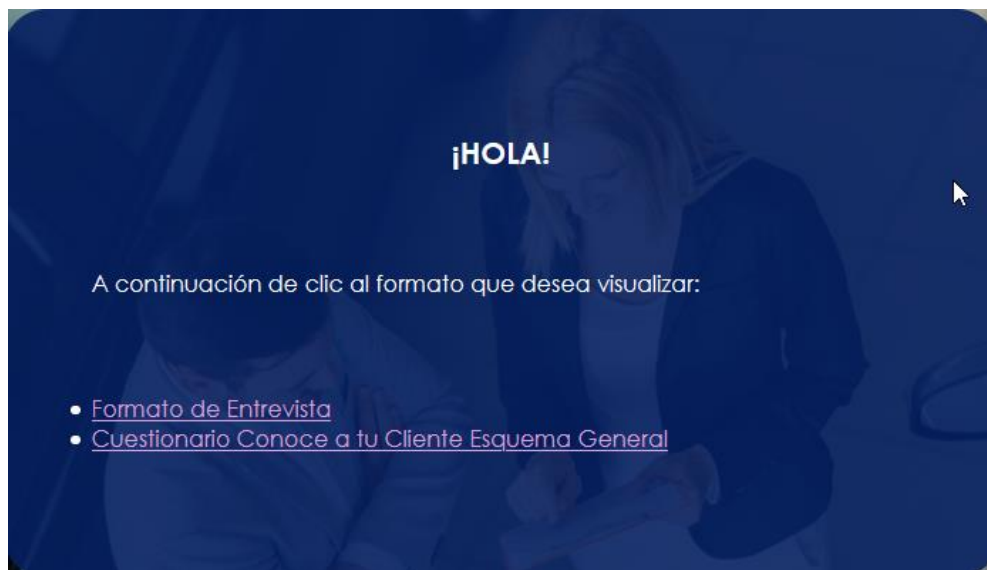 ¡HOLA!
A continuación de clic al formato que desea visualizar:
Formato de Entrevista
Cuestionario Conoce a tu Cliente Esquema General